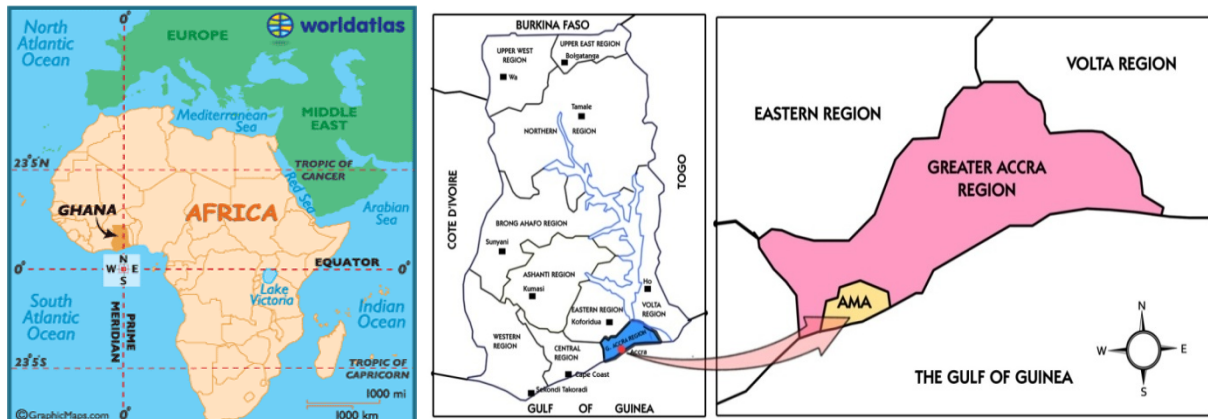 North
Atlantic
Ocean
0°
worldatlas
EUROPE
Mediterranean
Sea
MIDDLE
EAST
23°5N
TROPIC OF
CANCER
Red Sea
GHANA
AFRICA
Arabian
Sea
N
W E
S
EQUATOR
0°
0°
Lake
Victoria
South
Atlantic
Ocean
PRIME
MERIDIAN
Indian
Ocean
23°5S
TROPIC OF
CAPRICORN
1000 mi
1000 km
©GraphicMaps.com
0°
BURKINA FASO
UPPER WEST
REGION
UPPER EAST REGION
Bolgatanga
Wa
Tamale
NORTHERN REGION
COTE D'IVOIRE
TOGO
BRONG AHAFO REGION
Sunyani
ASHANTI REGION
Kumasi
Ho
EASTERN REGION
Koforidua
VOLTA
REGION
WESTERN
REGION
CENTRAL
REGION
G. ACCRA REGION
Accra
Cape Coast
Sekondi Takoradi
GULF OF GUINEA
VOLTA REGION
EASTERN REGION
GREATER ACCRA
REGION
AMA
N
W E
S
THE GULF OF GUINEA